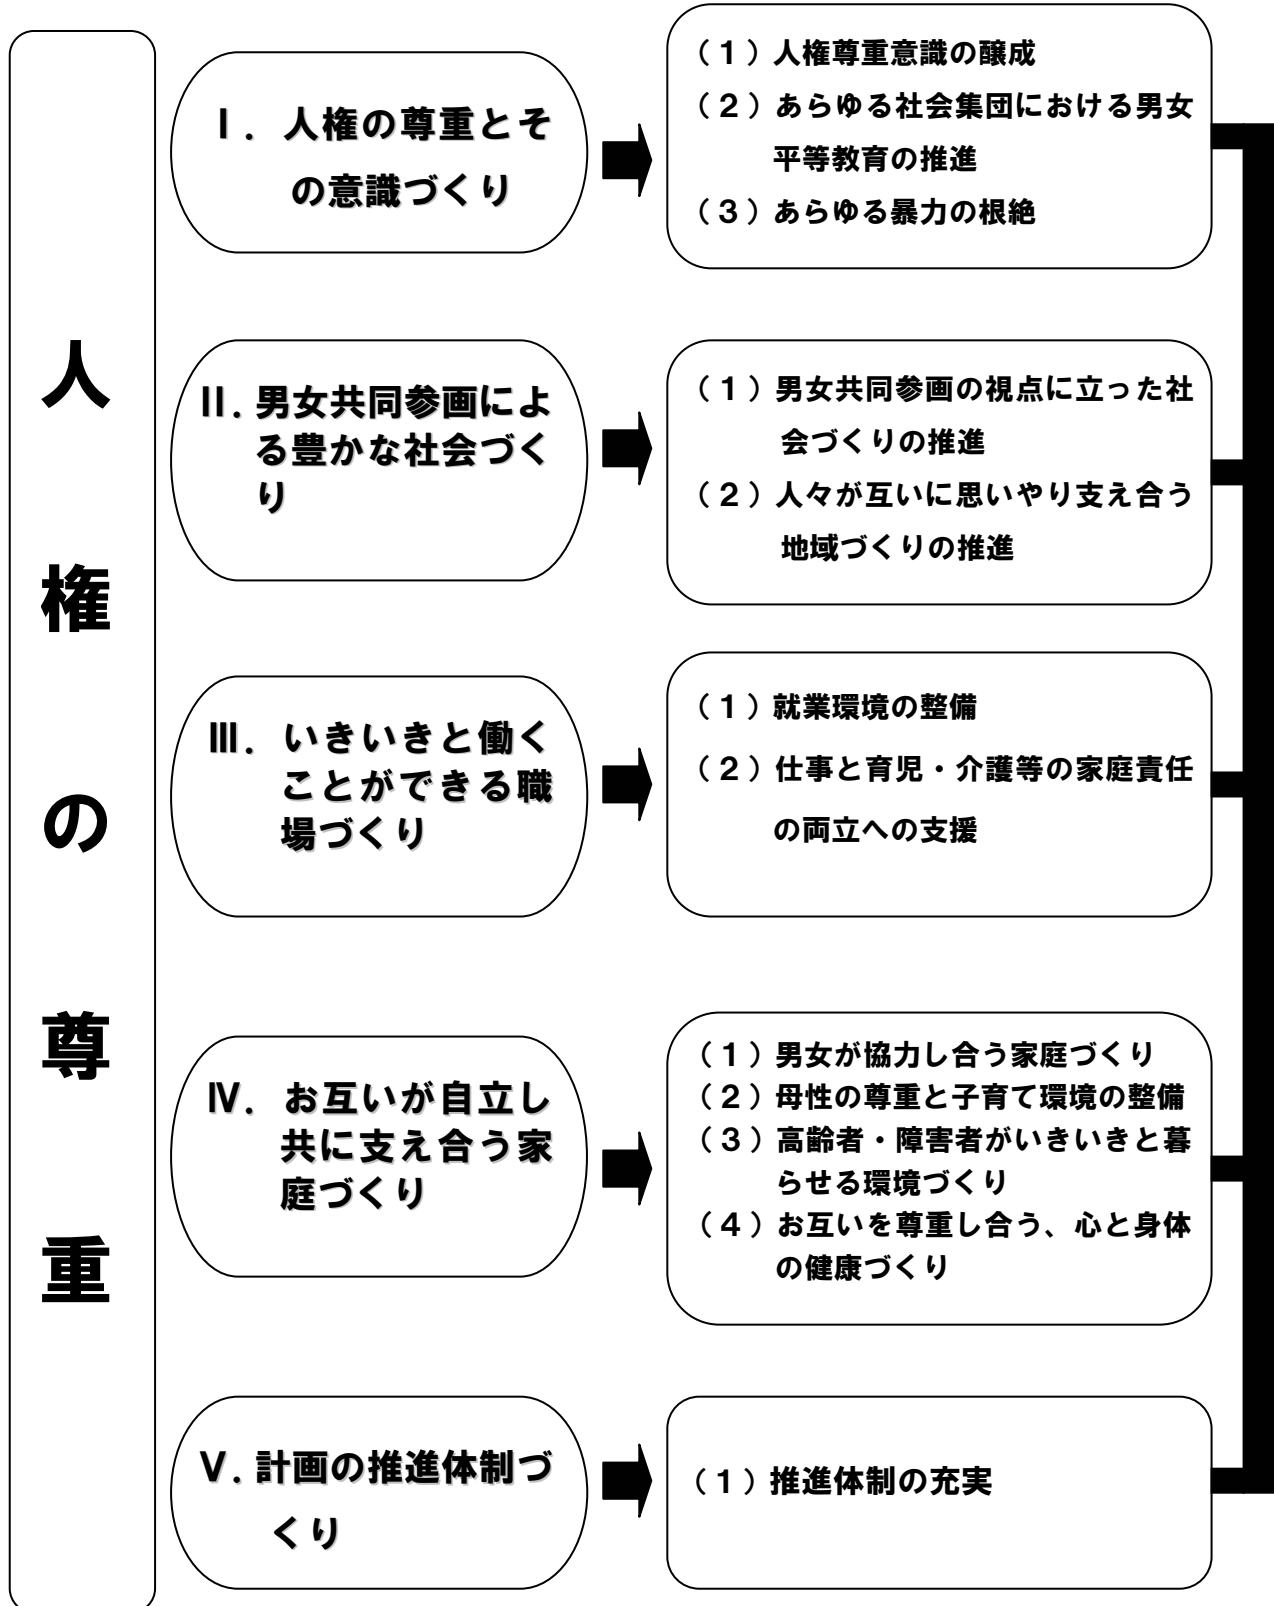 人権の尊重
Ⅰ．人権の尊重とそ
の意識づくり
（１）人権尊重意識の醸成
（２）あらゆる社会集団における男女
平等教育の推進
（３）あらゆる暴力の根絶
Ⅱ．男女共同参画によ
る豊かな社会づく
り
（１）男女共同参画の視点に立った社
会づくりの推進
（２）人々が互いに思いやり支え合う
地域づくりの推進
Ⅲ．いきいきと働く
ことができる職
場づくり
（１）就業環境の整備
（２）仕事と育児・介護等の家庭責任
の両立への支援
Ⅳ．お互いが自立し
共に支え合う家
庭づくり
（１）男女が協力し合う家庭づくり
（２）母性の尊重と子育て環境の整備
（３）高齢者・障害者がいきいきと暮
らせる環境づくり
（４）お互いを尊重し合う、心と身体
の健康づくり
Ⅴ．計画の推進体制づ
くり
（１）推進体制の充実